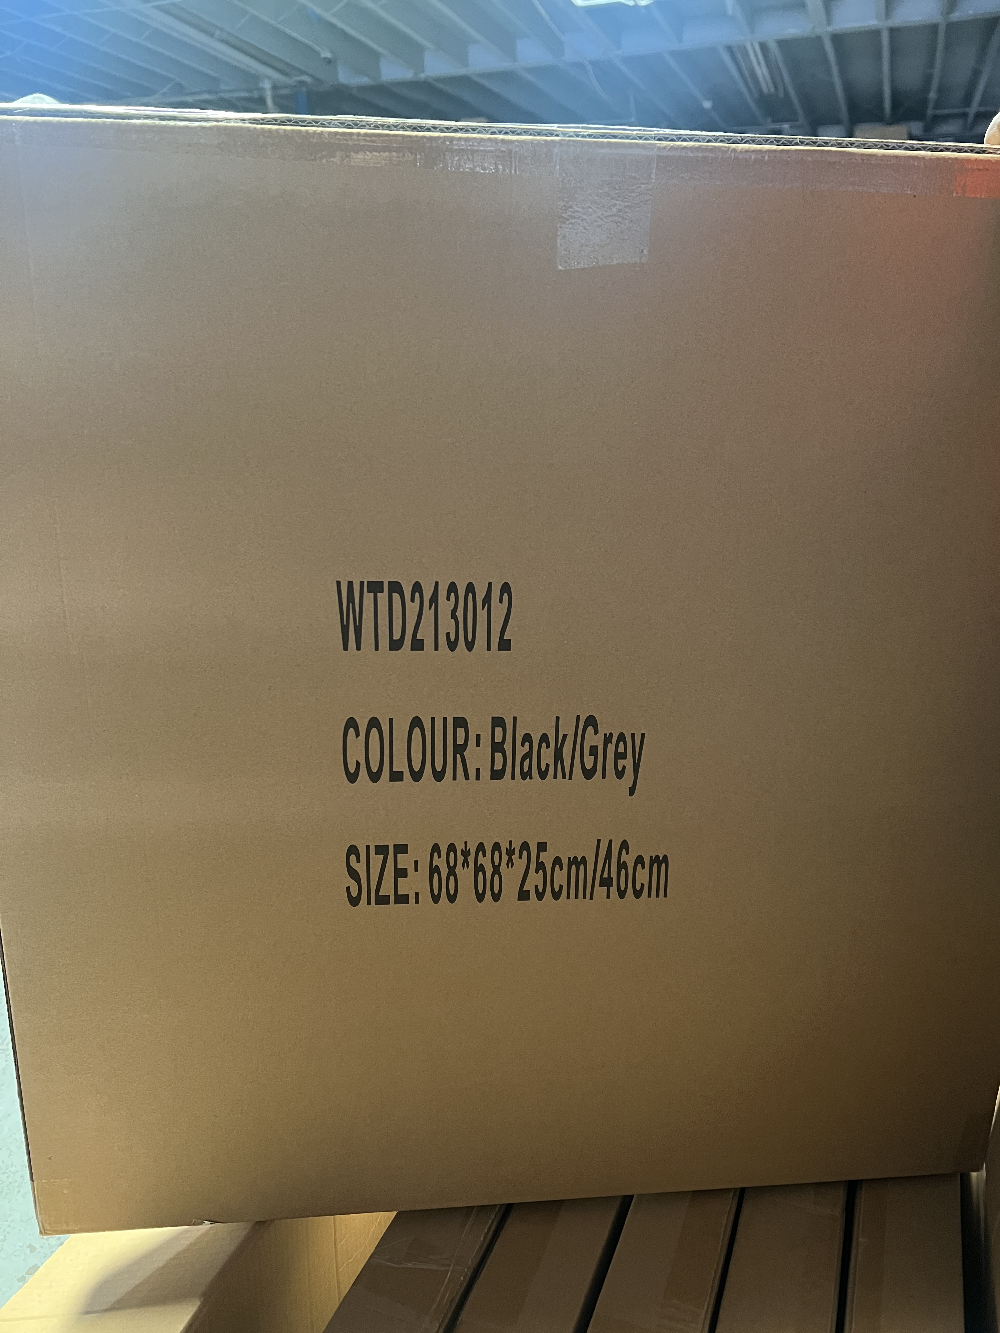 WTD213012
COLOUR: Black/Grey
SIZE: 68*68*25cm/46cm